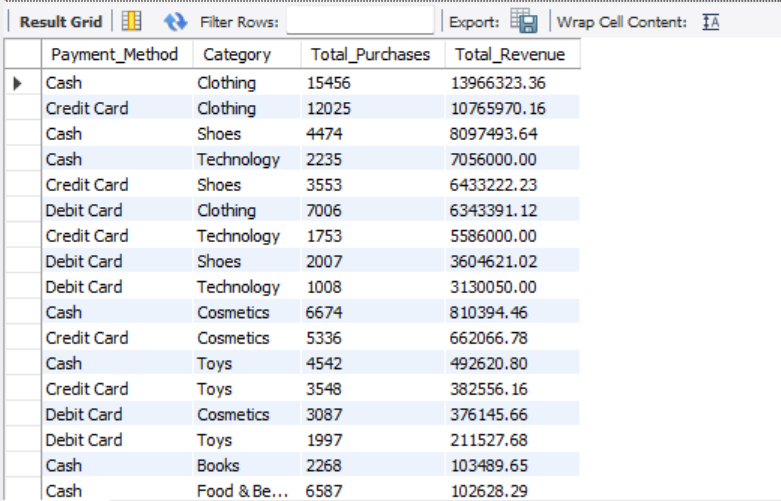 Result Grid Filter Rows: Export: Wrap Cell Content: IA
Payment_Method Category Total_Purchases Total_Revenue
Cash Clothing 15456 13966323.36
Credit Card Clothing 12025 10765970.16
Cash Shoes 4474 8097493.64
Cash Technology 2235 7056000.00
Credit Card Shoes 3553 6433222.23
Debit Card Clothing 7006 6343391.12
Credit Card Technology 1753 5586000.00
Debit Card Shoes 2007 3604621.02
Debit Card Technology 1008 3130050.00
Cash Cosmetics 6674 810394.46
Credit Card Cosmetics 5336 662066.78
Cash Toys 4542 492620.80
Credit Card Toys 3548 382556.16
Debit Card Cosmetics 3087 376145.66
Debit Card Toys 1997 211527.68
Cash Books 2268 103489.65
Cash Food & Be... 6587 102628.29